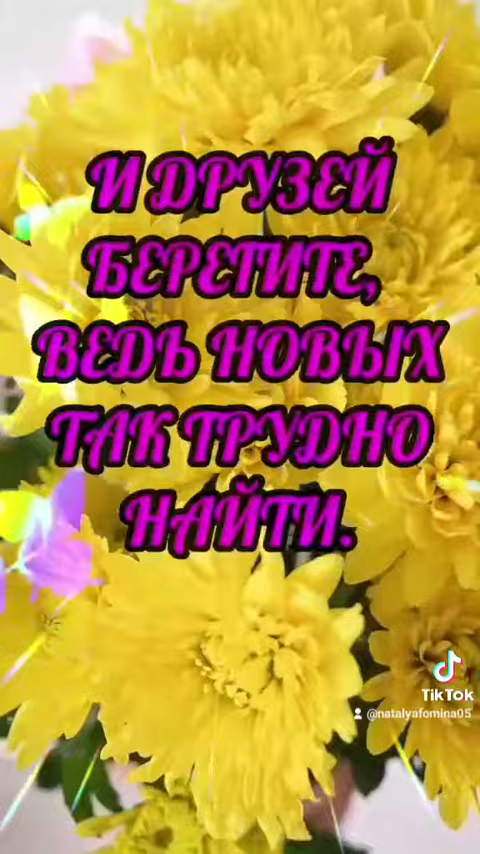 И ДРУЗЕЙ
БЕРЕГИТЕ,
ВЕДЬ НОВЫХ
ТАК ТРУДНО
НАЙТИ.
TikTok
@natalyafomina05